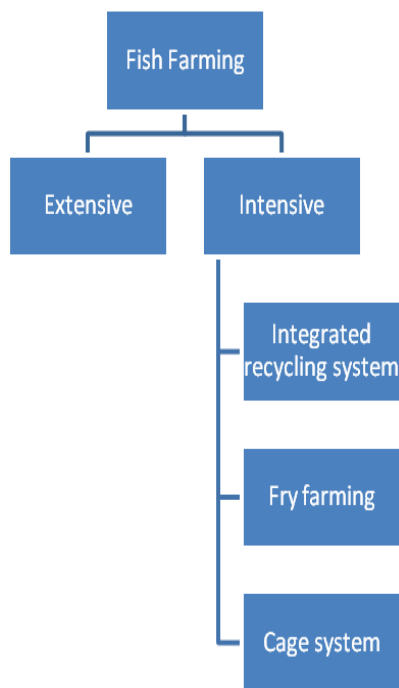 Fish Farming
Extensive
Intensive
Integrated
recycling system
Fry farming
Cage system